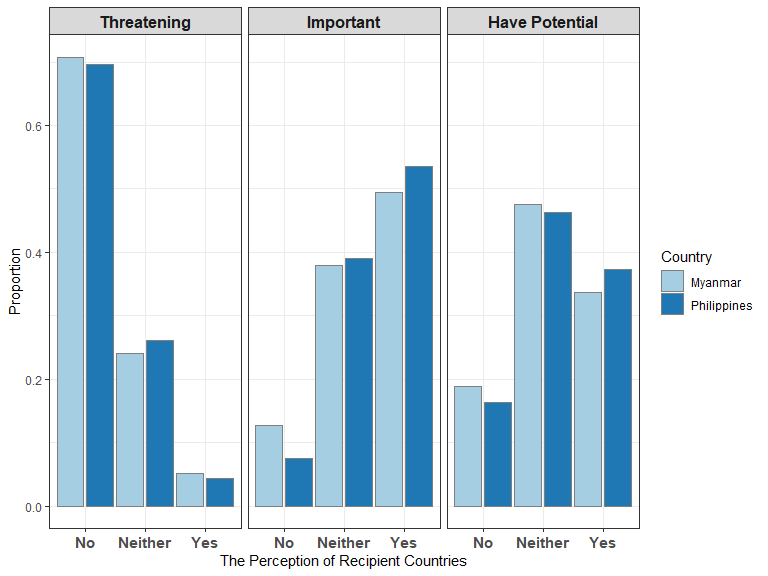 Threatening Important Have Potential
Proportion
0.6
0.4
0.2
0.0
No Neither Yes No Neither Yes No Neither Yes
The Perception of Recipient Countries
Country
Myanmar
Philippines